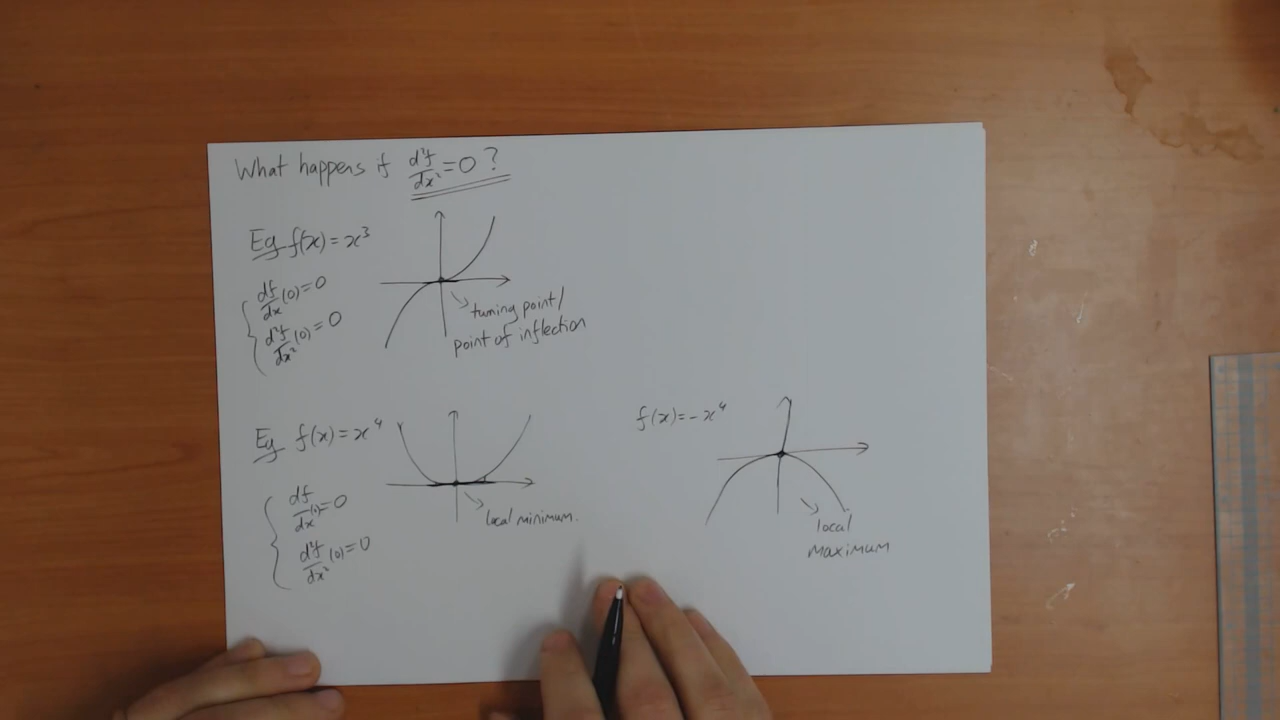 What happens if d²f/dx² = 0?
Eg f(x) = x³
df/dx (0) = 0
d²f/dx² (0) = 0
turning point /
point of inflection
Eg f(x) = x⁴
df/dx (0) = 0
d²f/dx² (0) = 0
local minimum.
f(x) = -x⁴
local
maximum